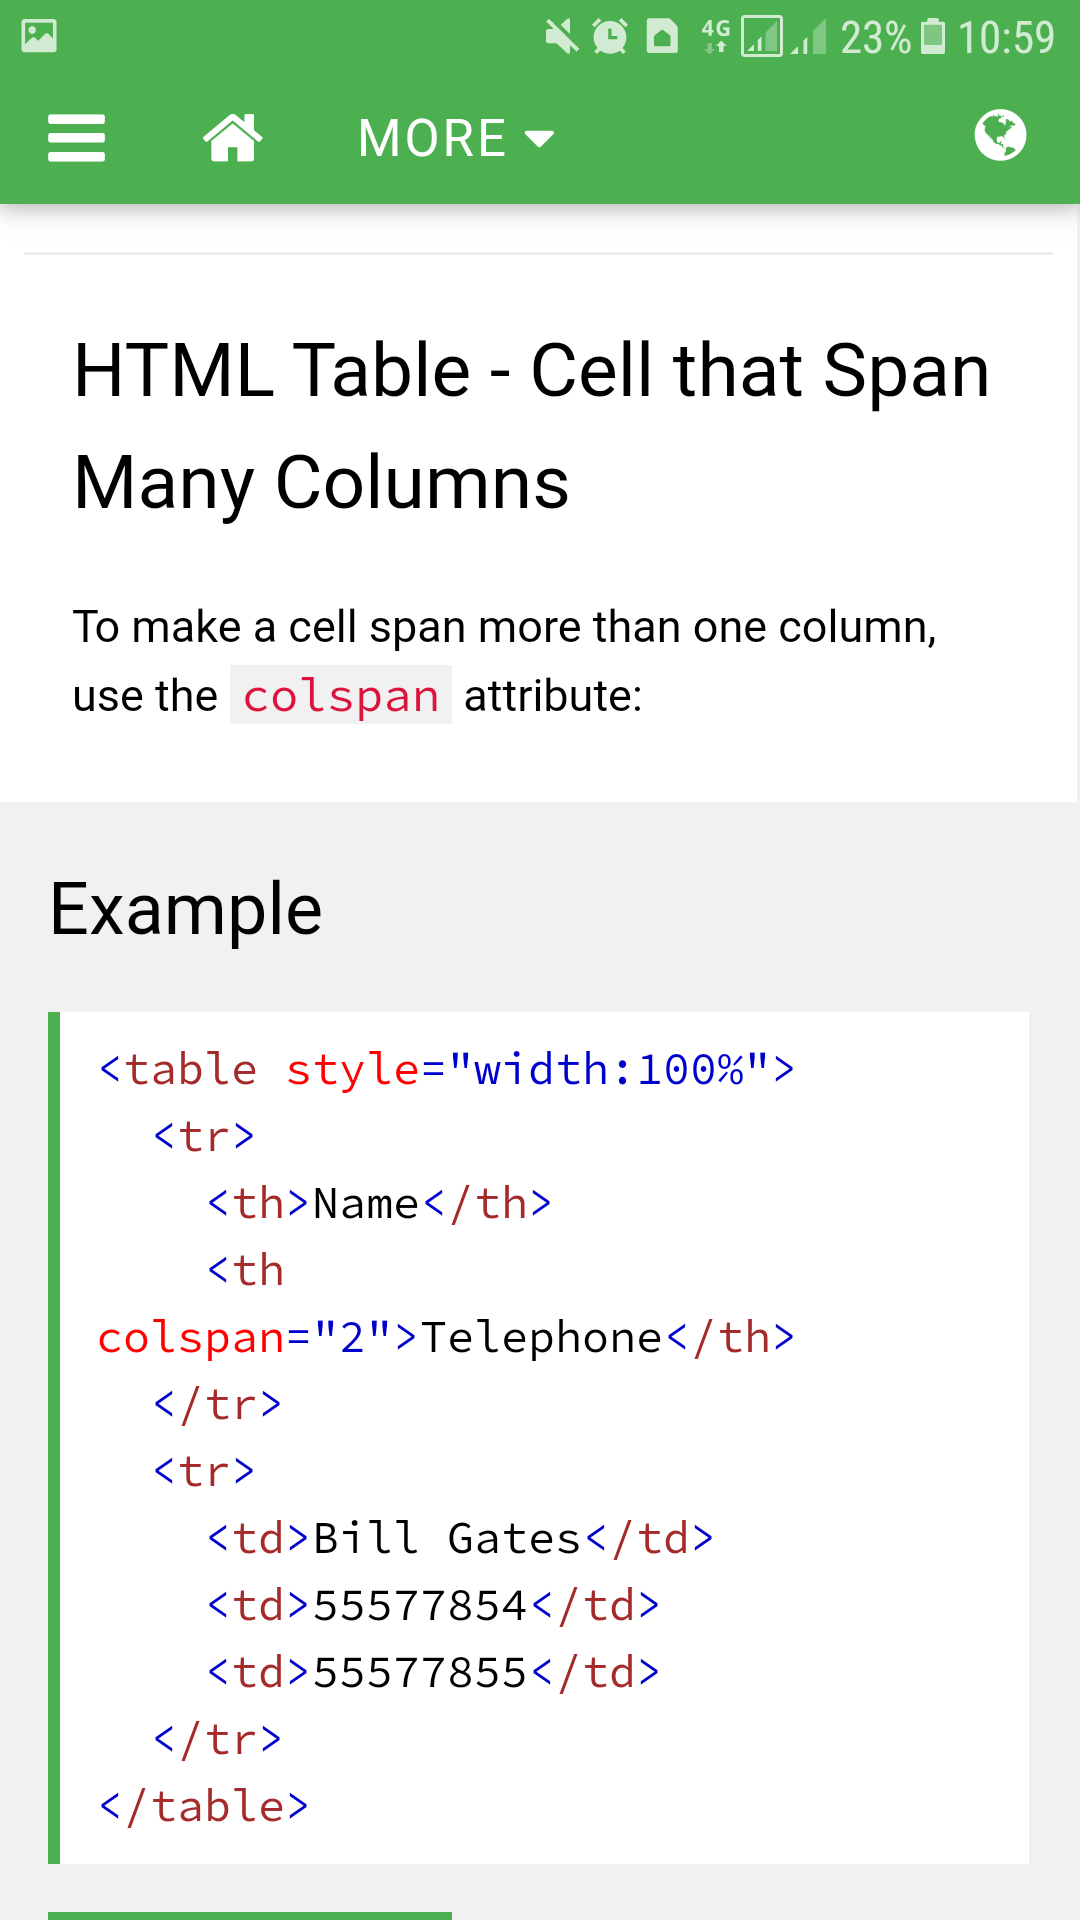 4G 23% 10:59
MORE
HTML Table - Cell that Span
Many Columns
To make a cell span more than one column,
use the colspan attribute:
Example
<table style="width:100%">
  <tr>
    <th>Name</th>
    <th
colspan="2">Telephone</th>
  </tr>
  <tr>
    <td>Bill Gates</td>
    <td>55577854</td>
    <td>55577855</td>
  </tr>
</table>